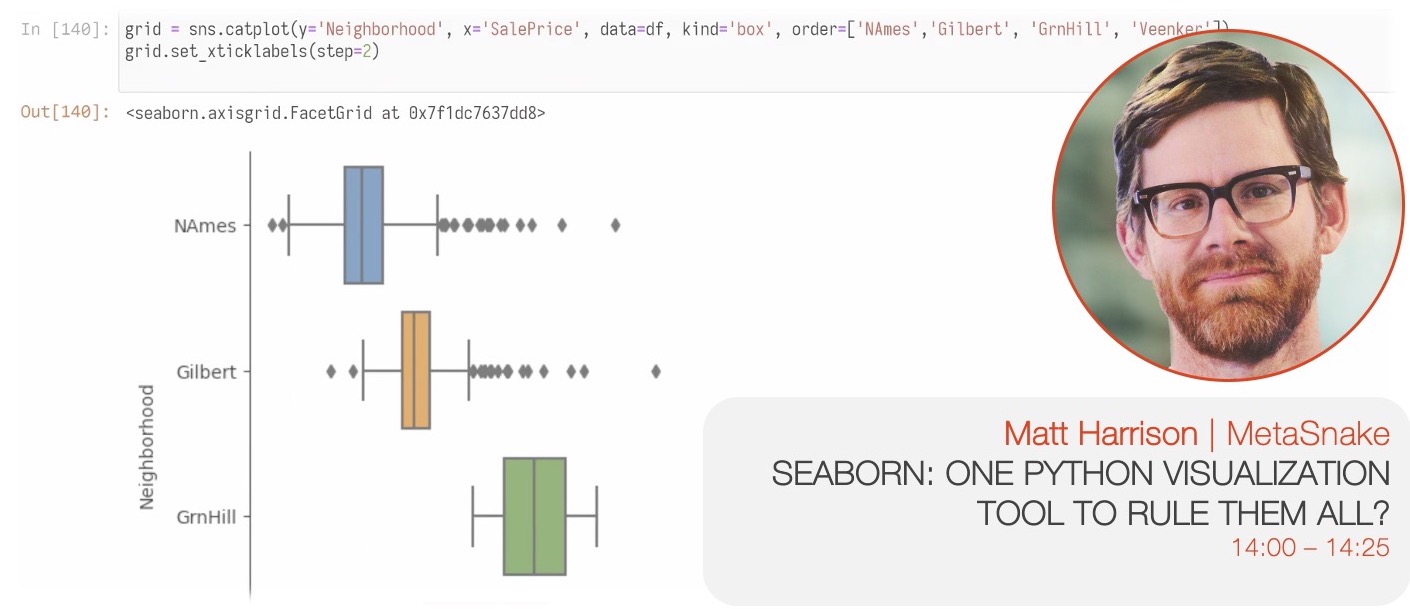 In [140]: grid = sns.catplot(y='Neighborhood', x='SalePrice', data=df, kind='box', order=['NAmes','Gilbert', 'GrnHill', 'Veenker'])
grid.set_xticklabels(step=2)
Out[140]: <seaborn.axisgrid.FacetGrid at 0x7f1dc7637dd8>
NAmes
Gilbert
GrnHill
Neighborhood
Matt Harrison | MetaSnake
SEABORN: ONE PYTHON VISUALIZATION
TOOL TO RULE THEM ALL?
14:00 – 14:25